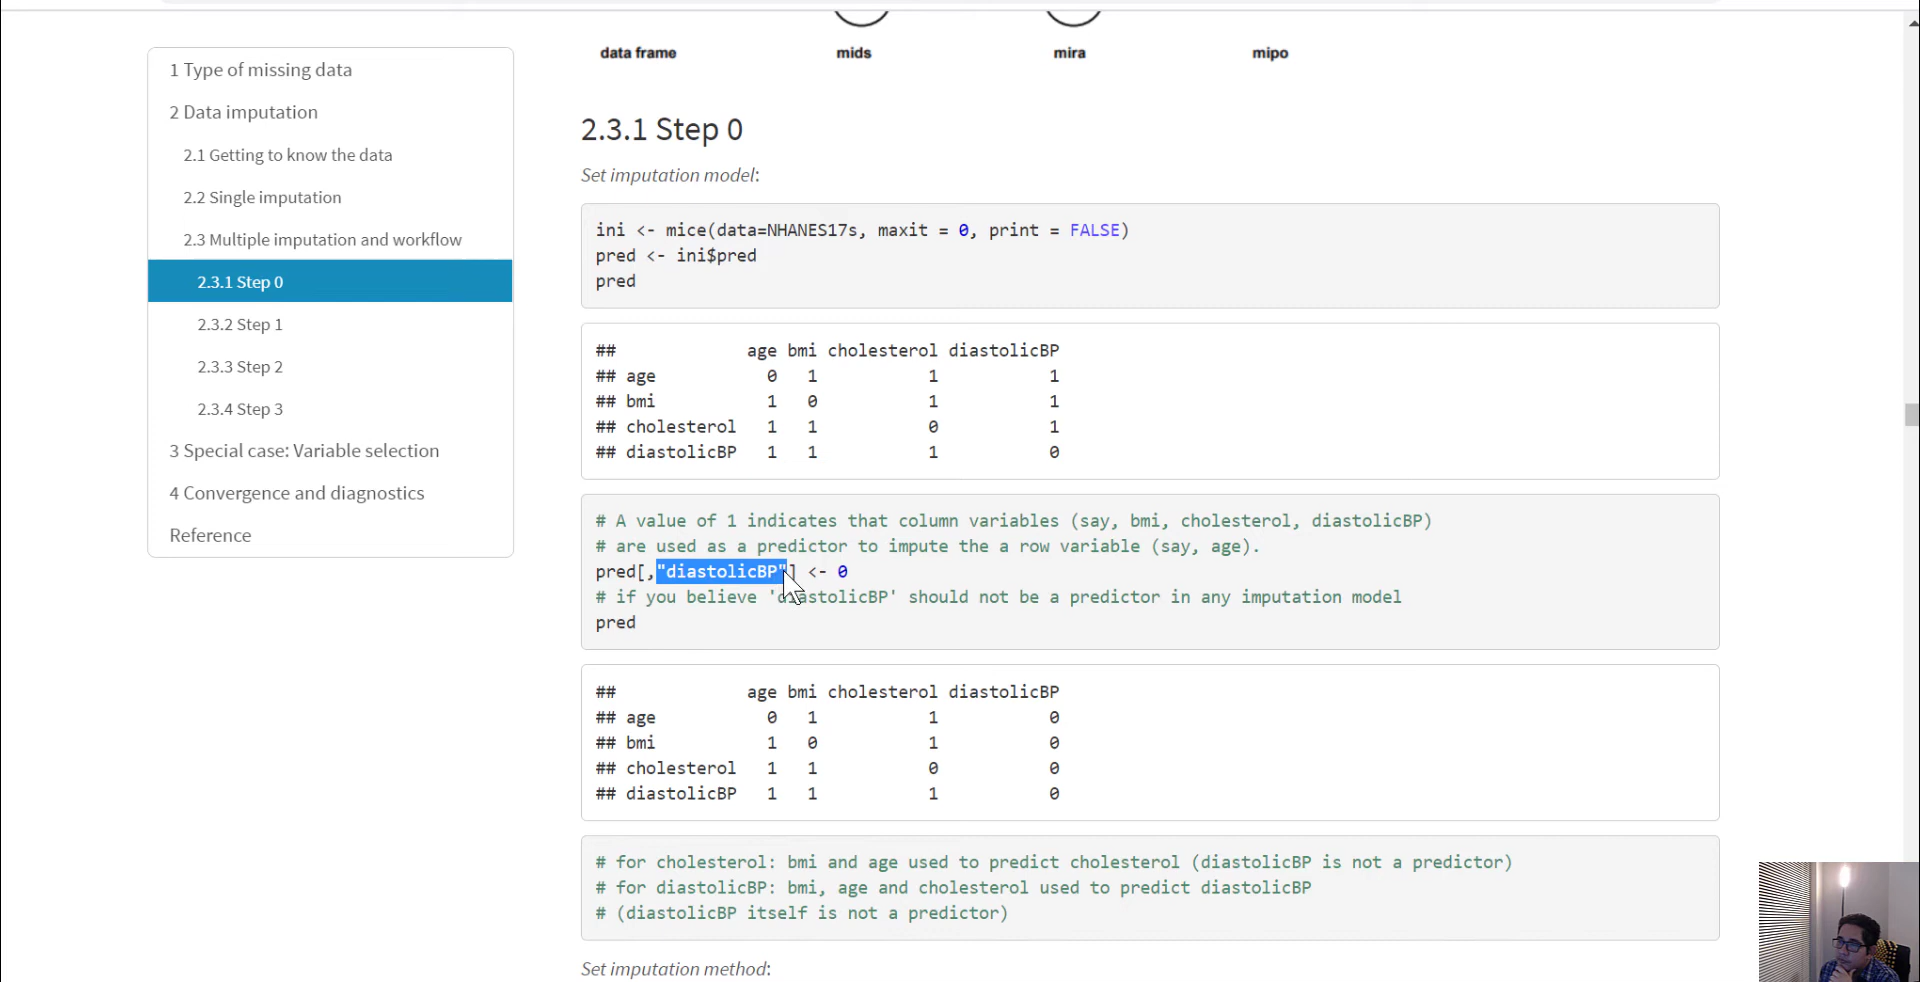 data frame mids mira mipo
1 Type of missing data
2 Data imputation
2.1 Getting to know the data
2.2 Single imputation
2.3 Multiple imputation and workflow
2.3.1 Step 0
2.3.2 Step 1
2.3.3 Step 2
2.3.4 Step 3
3 Special case: Variable selection
4 Convergence and diagnostics
Reference
2.3.1 Step 0
Set imputation model:
ini <- mice(data=NHANES17s, maxit = 0, print = FALSE)
pred <- ini$pred
pred
##             age bmi cholesterol diastolicBP
## age           0   1           1           1
## bmi           1   0           1           1
## cholesterol   1   1           0           1
## diastolicBP   1   1           1           0
# A value of 1 indicates that column variables (say, bmi, cholesterol, diastolicBP)
# are used as a predictor to impute the a row variable (say, age).
pred[,"diastolicBP"] <- 0
# if you believe 'diastolicBP' should not be a predictor in any imputation model
pred
##             age bmi cholesterol diastolicBP
## age           0   1           1           0
## bmi           1   0           1           0
## cholesterol   1   1           0           0
## diastolicBP   1   1           1           0
# for cholesterol: bmi and age used to predict cholesterol (diastolicBP is not a predictor)
# for diastolicBP: bmi, age and cholesterol used to predict diastolicBP
# (diastolicBP itself is not a predictor)
Set imputation method: